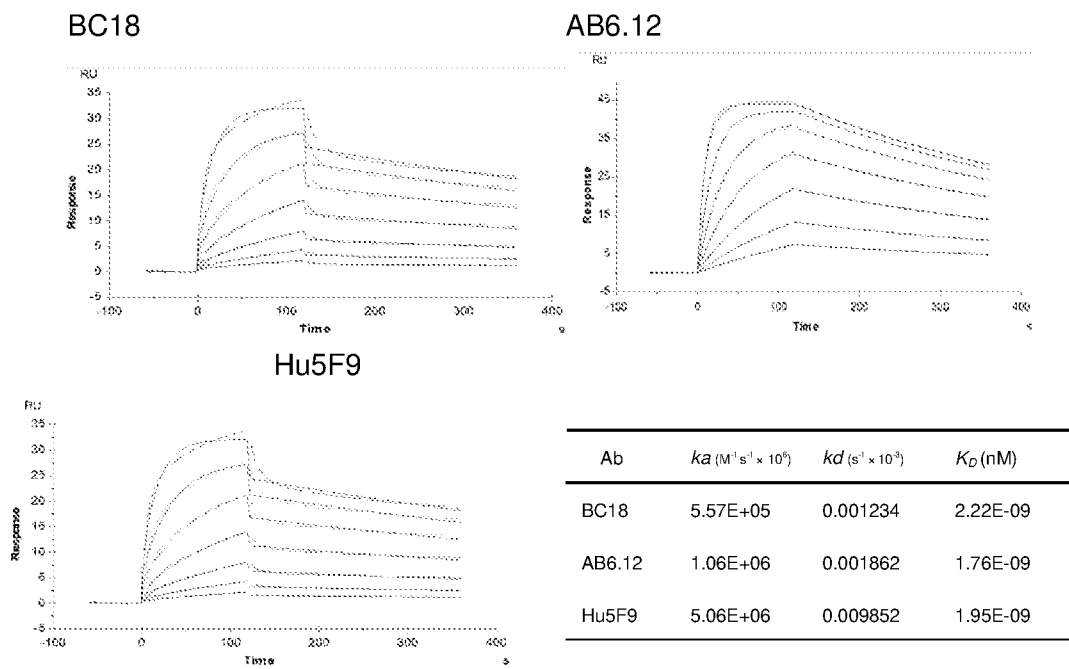 BC18
RU
35
30
25
20
15
10
5
0
-5
-100
0
100
200
300
400
Response
Time
s
AB6.12
RU
45
35
25
15
5
-5
-100
0
100
200
300
400
Response
Time
s
Hu5F9
RU
35
30
25
20
15
10
5
0
-5
-100
0
100
200
300
400
Response
Time
s
Ab ka (M⁻¹ s⁻¹ × 10⁶) kd (s⁻¹ × 10⁻³) K_D (nM)
BC18 5.57E+05 0.001234 2.22E-09
AB6.12 1.06E+06 0.001862 1.76E-09
Hu5F9 5.06E+06 0.009852 1.95E-09